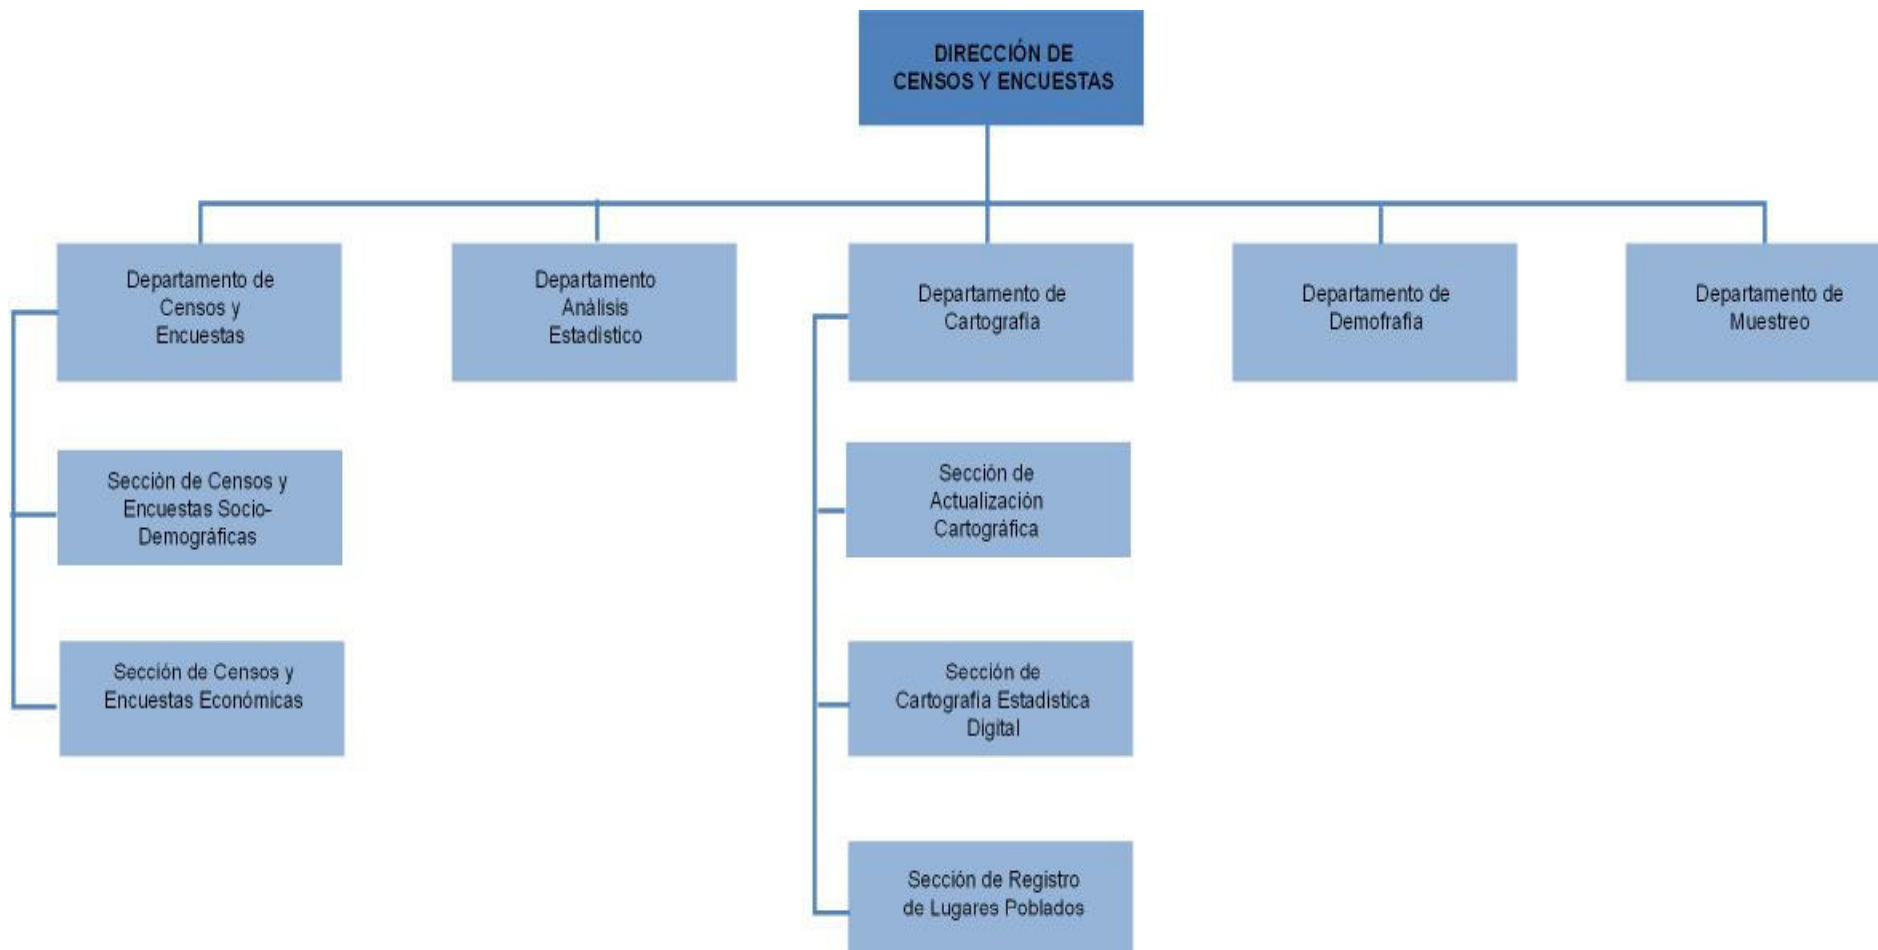 DIRECCIÓN DE
CENSOS Y ENCUESTAS
Departamento de
Censos y
Encuestas
Departamento
Análisis
Estadístico
Departamento de
Cartografía
Departamento de
Demofrafía
Departamento de
Muestreo
Sección de Censos y
Encuestas Socio-
Demográficas
Sección de
Actualización
Cartográfica
Sección de Censos y
Encuestas Económicas
Sección de
Cartografía Estadística
Digital
Sección de Registro
de Lugares Poblados